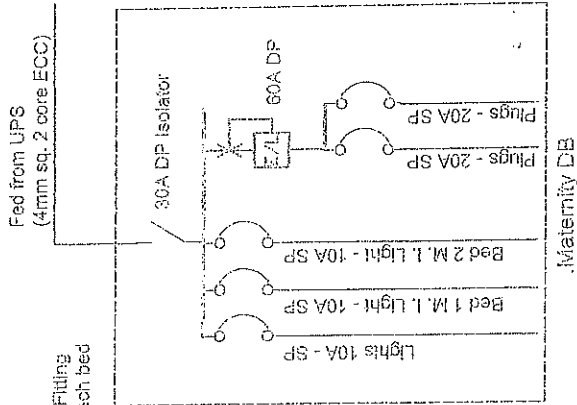 Fed from UPS
(4mm sq. 2 core ECC)
Fitting
ch bed
30A DP Isolator
60A DP
E/L
Lights 10A - SP
Bed 1 M. I. Light - 10A SP
Bed 2 M. I. Light - 10A SP
Plugs - 20A SP
Plugs - 20A SP
Maternity DB